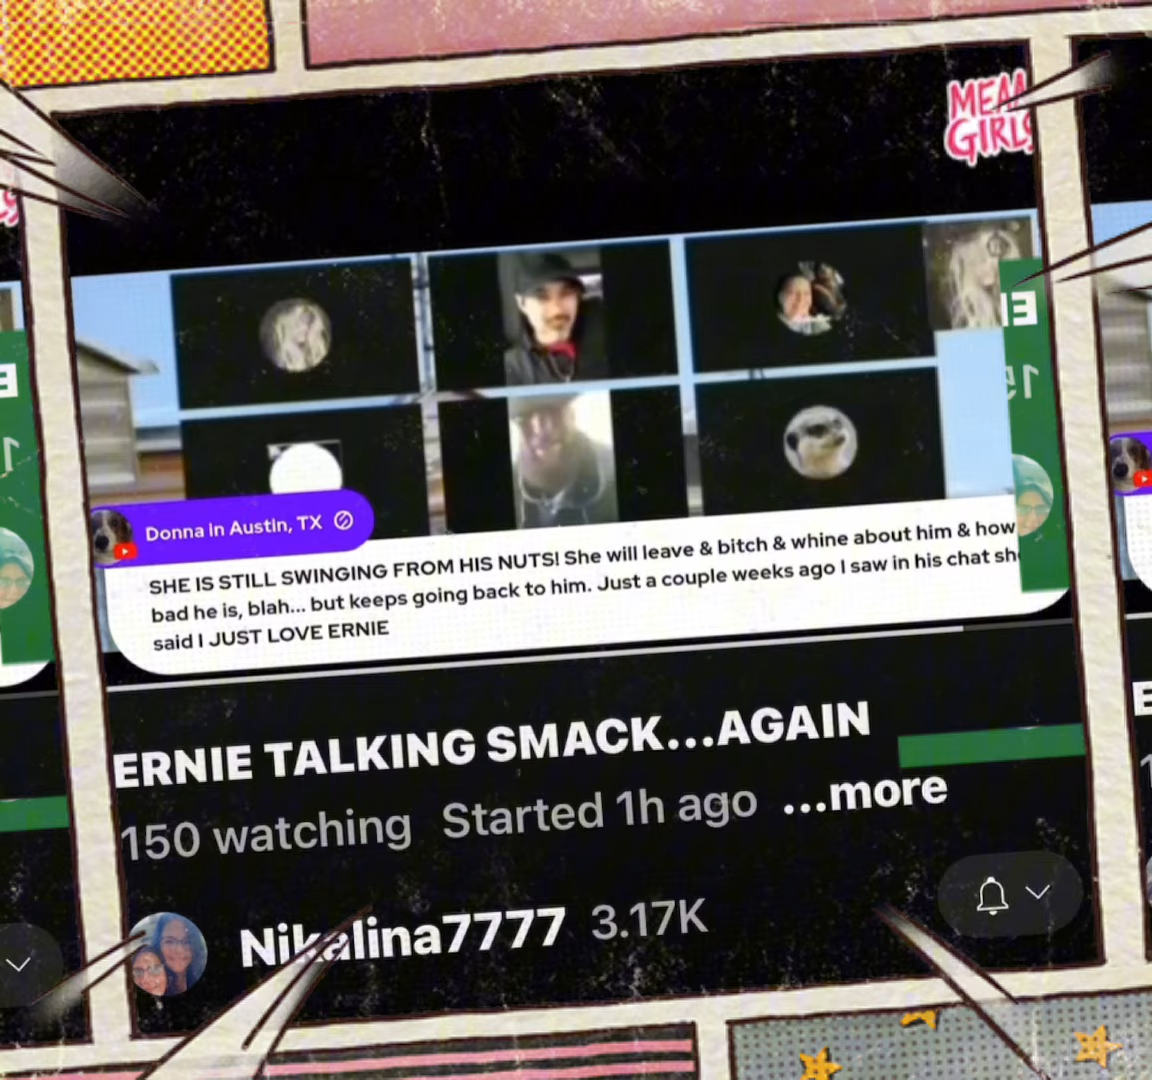 MEAN
GIRLS
Donna in Austin, TX
SHE IS STILL SWINGING FROM HIS NUTS! She will leave & bitch & whine about him & how
bad he is, blah... but keeps going back to him. Just a couple weeks ago I saw in his chat sh
said I JUST LOVE ERNIE
ERNIE TALKING SMACK...AGAIN
150 watching Started 1h ago ...more
Nikalina7777 3.17K